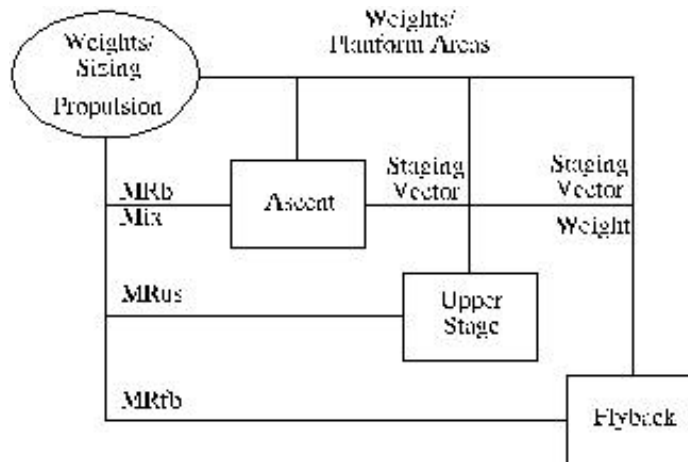 Weights/
Sizing
Propulsion
Weights/
Planform Areas
MRb
Mix
Ascent
Staging
Vector
Staging
Vector
Weight
MRus
Upper
Stage
MRfb
Flyback